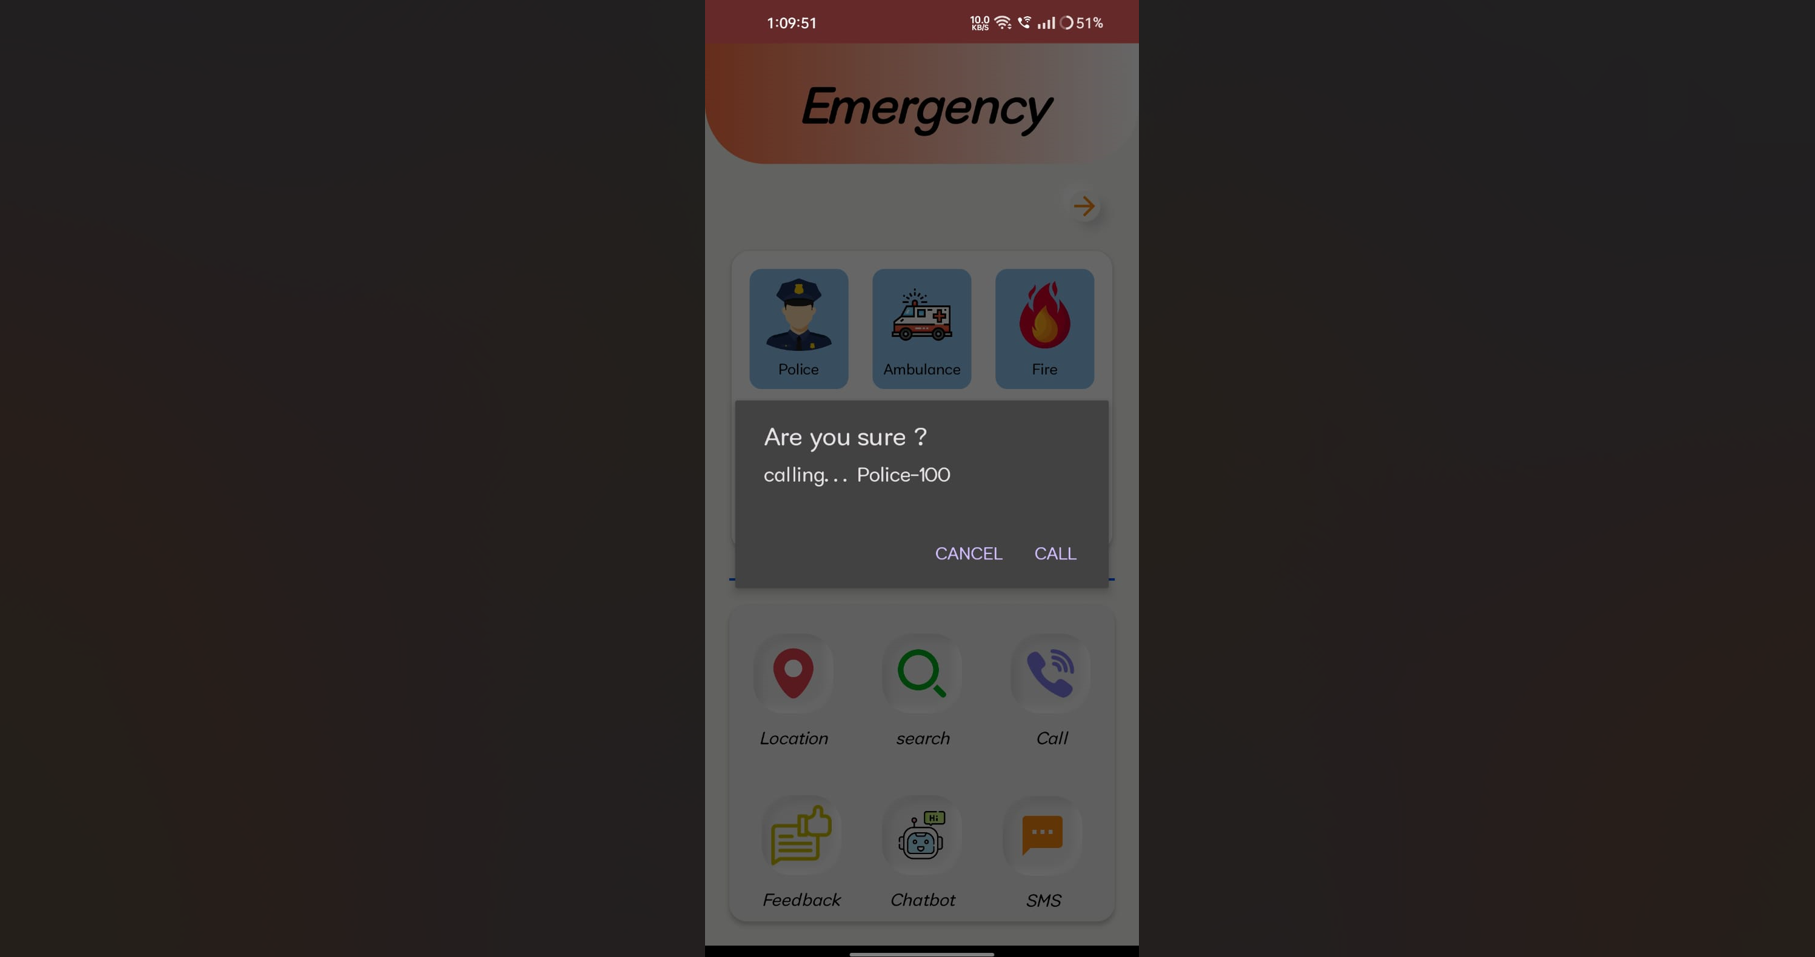 1:09:51 10.0 KB/S 51%
Emergency
Police Ambulance Fire
Are you sure ?
calling... Police-100
CANCEL CALL
Location search Call
Hi
Feedback Chatbot SMS